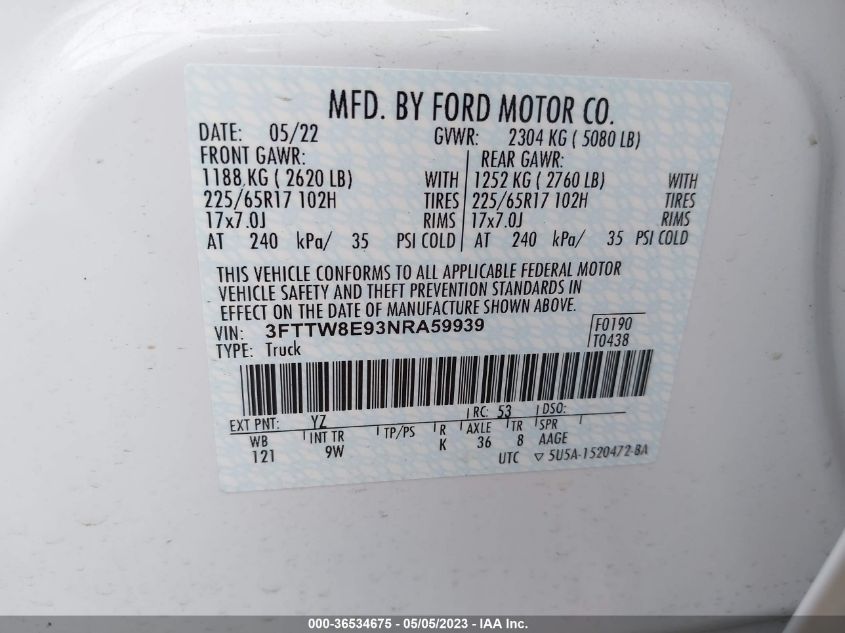 MFD. BY FORD MOTOR CO.
DATE: 05/22 GVWR: 2304 KG ( 5080 LB)
FRONT GAWR: REAR GAWR:
1188 KG ( 2620 LB) WITH 1252 KG ( 2760 LB) WITH
225/65R17 102H TIRES 225/65R17 102H TIRES
17x7.0J RIMS 17x7.0J RIMS
AT 240 kPa/ 35 PSI COLD AT 240 kPa/ 35 PSI COLD
THIS VEHICLE CONFORMS TO ALL APPLICABLE FEDERAL MOTOR
VEHICLE SAFETY AND THEFT PREVENTION STANDARDS IN
EFFECT ON THE DATE OF MANUFACTURE SHOWN ABOVE.
VIN: 3FTTW8E93NRA59939 F0190
TYPE: Truck T0438
EXT PNT: YZ RC: 53 DSO:
WB INT TR TP/PS R AXLE TR SPR
121 9W K 36 8 AAGE
UTC ▽ 5U5A-1520472-BA
000-36534675 - 05/05/2023 - IAA Inc.